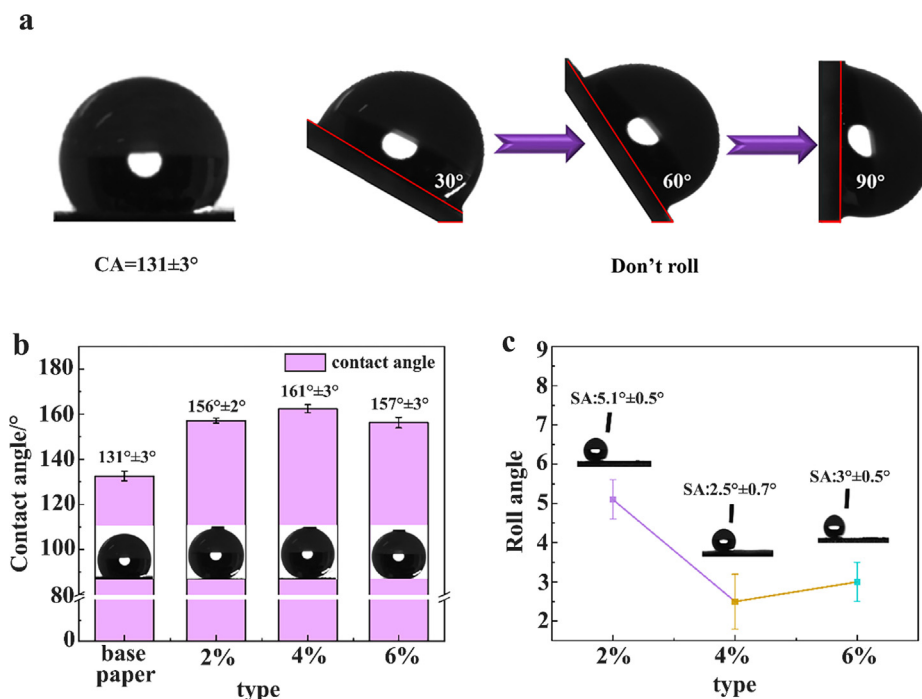 a
30°
60°
90°
CA=131±3°
Don’t roll
b
contact angle
Contact angle/°
180
160
140
120
100
80
0
131°±3°
156°±2°
161°±3°
157°±3°
base
paper
2%
4%
6%
type
c
Roll angle
9
8
7
6
5
4
3
2
SA:5.1°±0.5°
SA:2.5°±0.7°
SA:3°±0.5°
2%
4%
6%
type